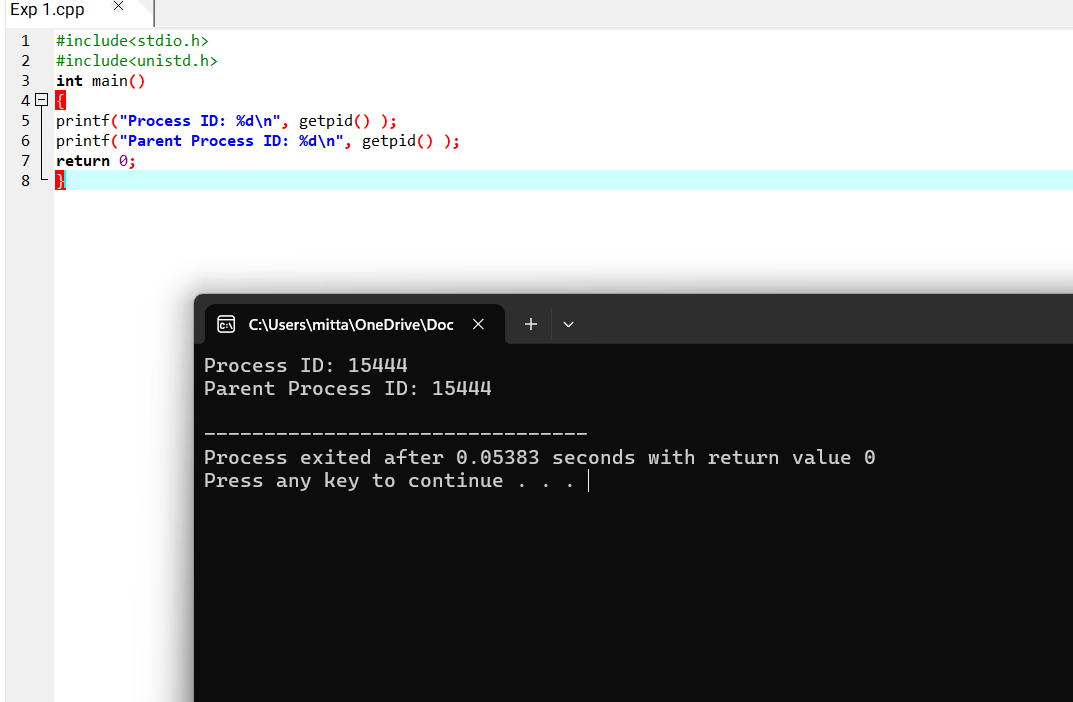 Exp 1.cpp
1 #include<stdio.h>
2 #include<unistd.h>
3 int main()
4 {
5 printf("Process ID: %d\n", getpid() );
6 printf("Parent Process ID: %d\n", getpid() );
7 return 0;
8 }
C:\Users\mitta\OneDrive\Doc
Process ID: 15444
Parent Process ID: 15444
--------------------------------
Process exited after 0.05383 seconds with return value 0
Press any key to continue . . .